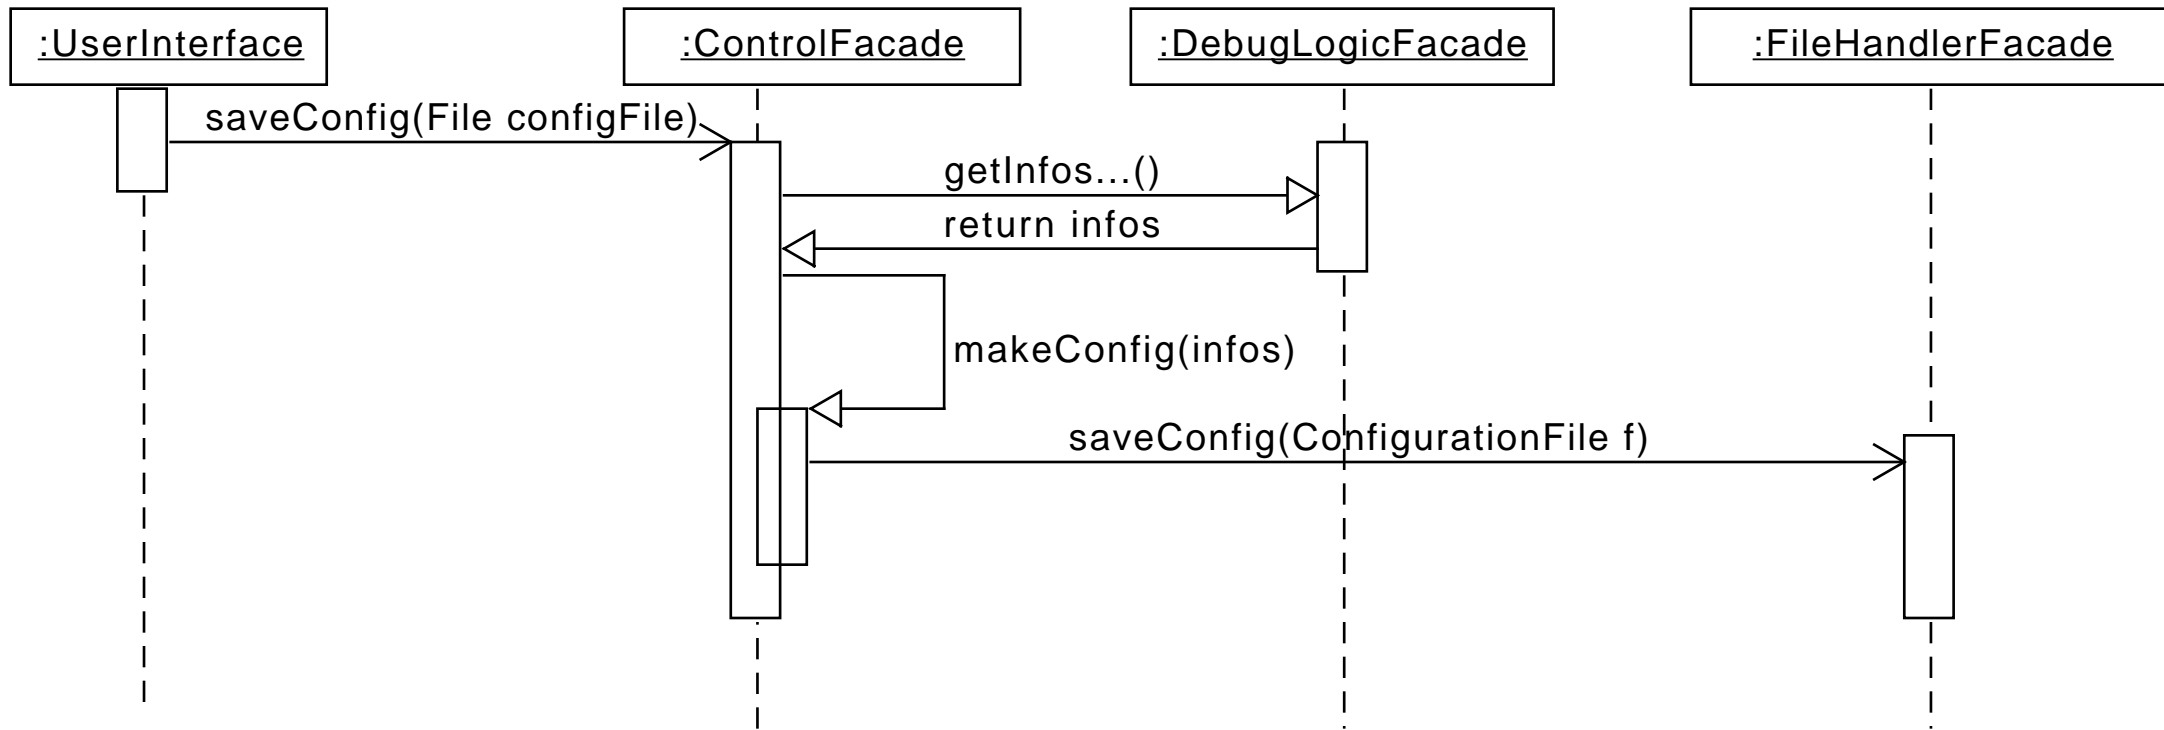 :UserInterface
:ControlFacade
:DebugLogicFacade
:FileHandlerFacade
saveConfig(File configFile)
getInfos...()
return infos
makeConfig(infos)
saveConfig(ConfigurationFile f)